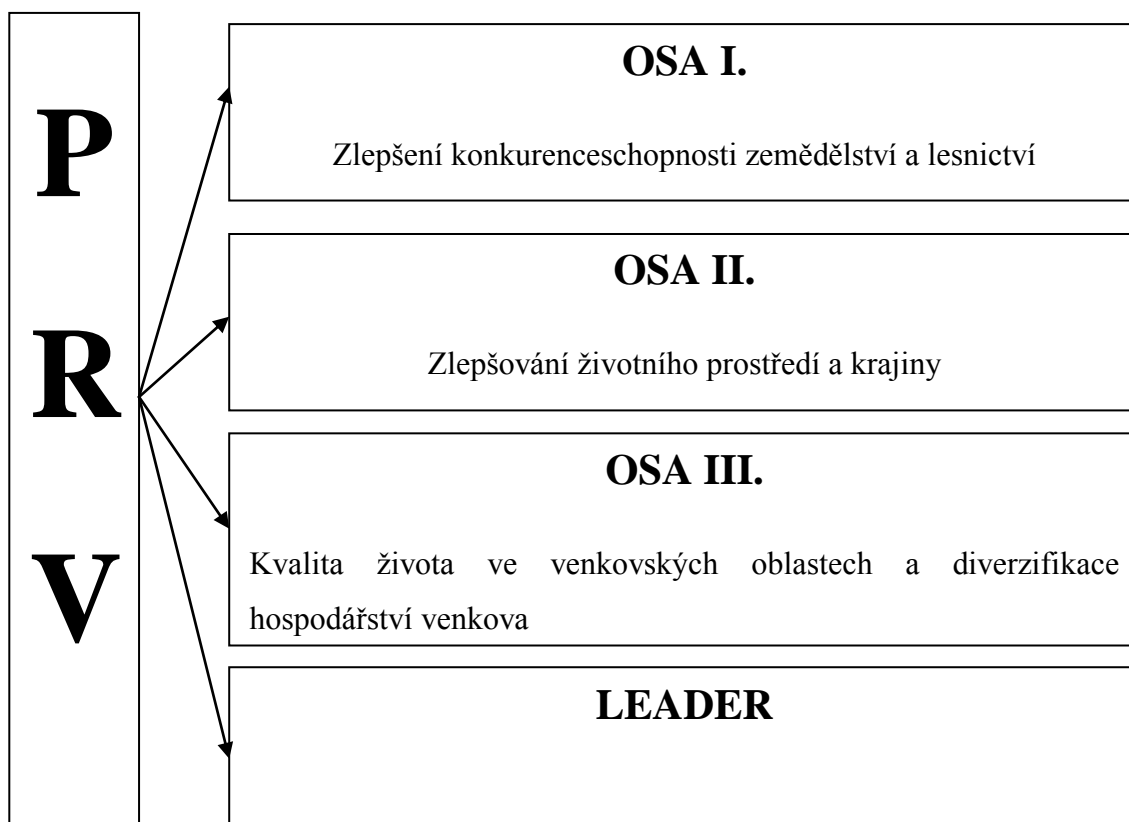 P
R
V
OSA I.
Zlepšení konkurenceschopnosti zemědělství a lesnictví
OSA II.
Zlepšování životního prostředí a krajiny
OSA III.
Kvalita života ve venkovských oblastech a diverzifikace
hospodářství venkova
LEADER